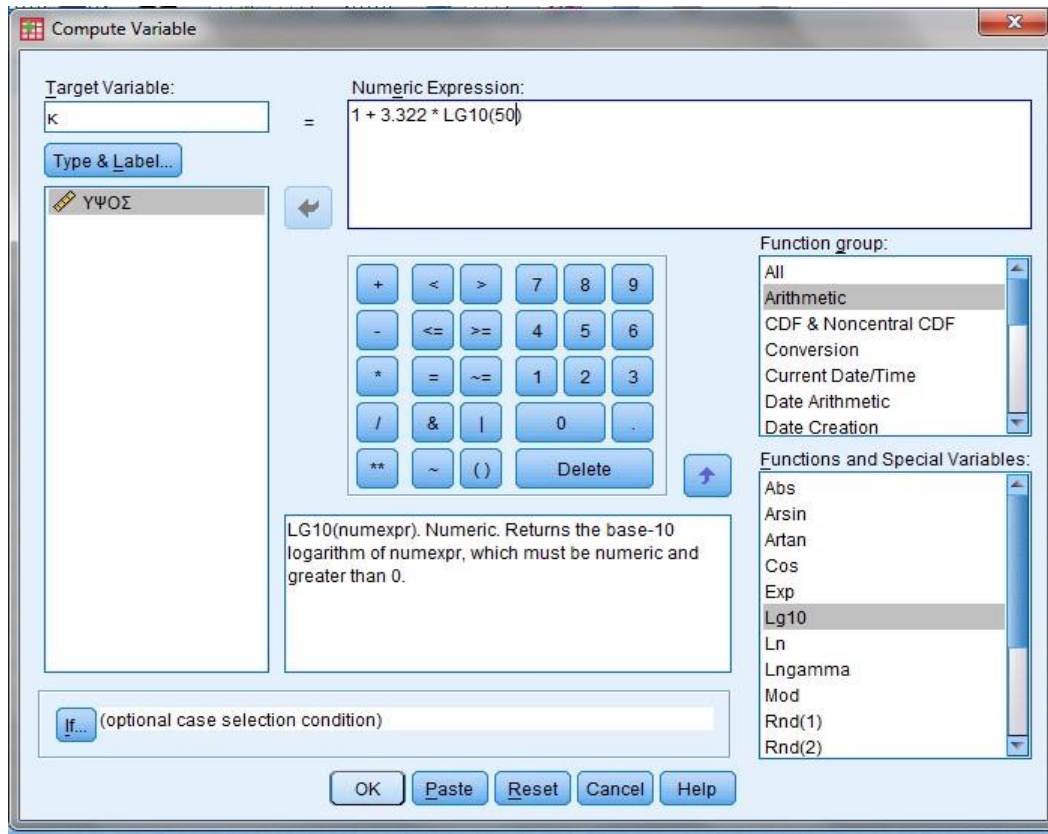 Compute Variable
X
Target Variable:
Numeric Expression:
K
=
1 + 3.322 * LG10(50)
Type & Label...
ΥΨΟΣ
+ < > 7 8 9
- <= >= 4 5 6
* = ~= 1 2 3
/ & | 0 .
** ~ ( ) Delete
Function group:
All
Arithmetic
CDF & Noncentral CDF
Conversion
Current Date/Time
Date Arithmetic
Date Creation
LG10(numexpr). Numeric. Returns the base-10
logarithm of numexpr, which must be numeric and
greater than 0.
Functions and Special Variables:
Abs
Arsin
Artan
Cos
Exp
Lg10
Ln
Lngamma
Mod
Rnd(1)
Rnd(2)
If... (optional case selection condition)
OK Paste Reset Cancel Help